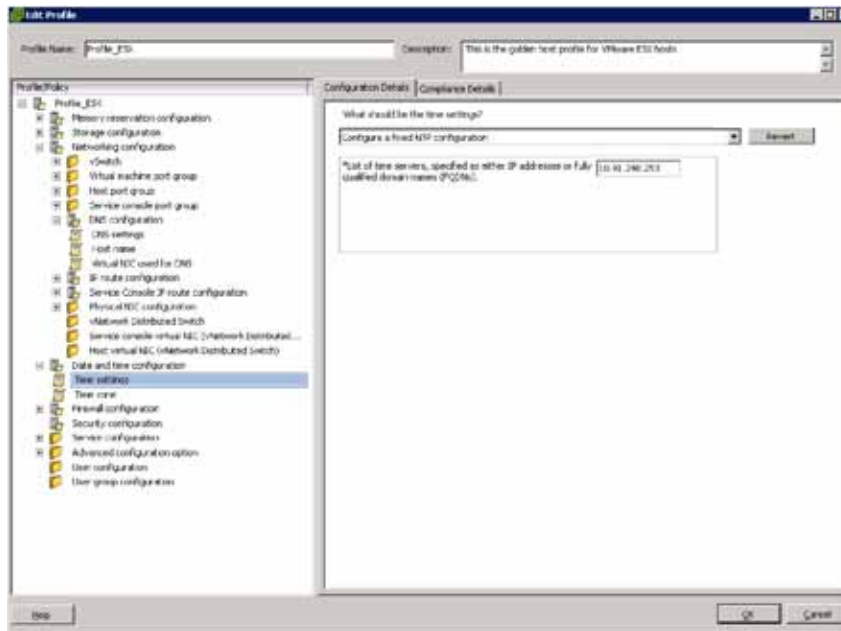 Edit Profile
Profile Name: Profile_ESX
Description: This is the golden host profile for VMware ESX hosts
Profile/Policy
Profile_ESX
Memory reservation configuration
Storage configuration
Networking configuration
vSwitch
Virtual machine port group
Host port group
Service console port group
DNS configuration
DNS settings
Host name
Virtual NIC used for DNS
IP route configuration
Service Console IP route configuration
Physical NIC configuration
vNetwork Distributed Switch
Service console virtual NIC (vNetwork Distributed ...
Host virtual NIC (vNetwork Distributed Switch)
Date and time configuration
Time settings
Time zone
Firewall configuration
Security configuration
Service configuration
Advanced configuration option
User configuration
User group configuration
Configuration Details
Compliance Details
What should be the time settings?
Configure a fixed NTP configuration
Revert
*List of time servers, specified as either IP addresses or fully
qualified domain names (FQDNs).
Help
OK
Cancel